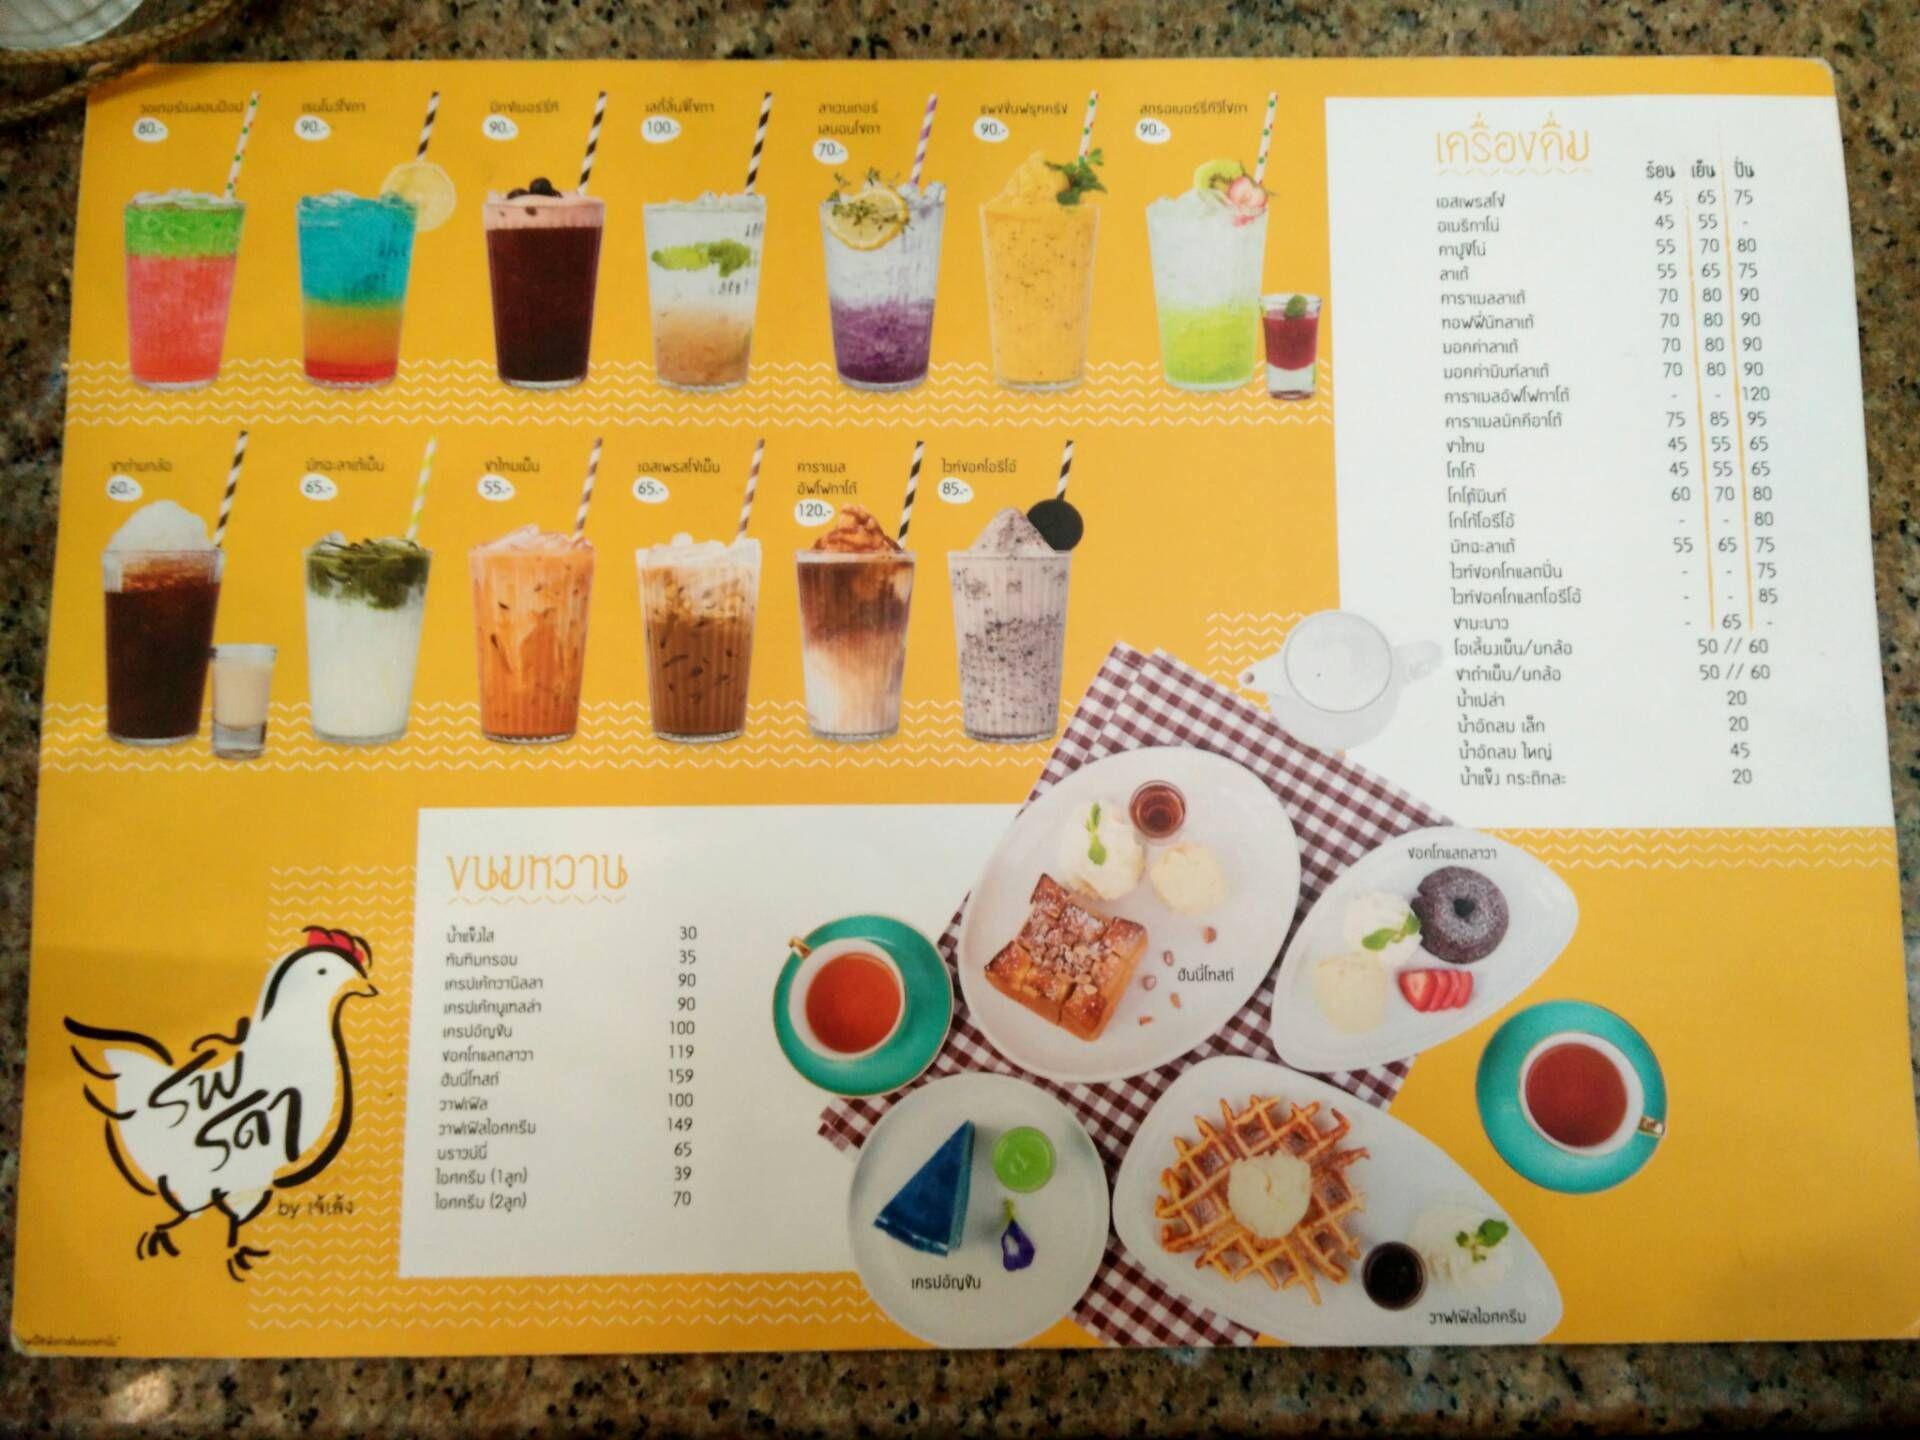 วอเตอร์เมลอนป๊อป
80.-
เรนโบว์โซดา
90.-
มิกซ์เบอร์รี่ที
90.-
เลกี่ลั่นจีโซดา
100.-
ลาเวนเดอร์
เลมอนโซดา
70.-
แพชชั่นฟรุทครัช
90.-
สตรอเบอร์รี่กีวีโซดา
90.-
ชาดำยกล้อ
60.-
มัทฉะลาเต้เย็น
65.-
ชาไทยเย็น
55.-
เอสเพรสโซ่เย็น
65.-
คาราเมล
อัฟโฟกาโต้
120.-
ไวท์ชอคโอรีโอ้
85.-
เครื่องดื่ม
ร้อน เย็น ปั่น
เอสเพรสโซ่ 45 65 75
อเมริกาโน่ 45 55 -
คาปูชิโน่ 55 70 80
ลาเต้ 55 65 75
คาราเมลลาเต้ 70 80 90
ทอฟฟี่นัทลาเต้ 70 80 90
มอคค่าลาเต้ 70 80 90
มอคค่ามินท์ลาเต้ 70 80 90
คาราเมลอัฟโฟกาโต้ - - 120
คาราเมลมัคคีอาโต้ 75 85 95
ชาไทย 45 55 65
โกโก้ 45 55 65
โกโก้มินท์ 60 70 80
โกโก้โอรีโอ้ - - 80
มัทฉะลาเต้ 55 65 75
ไวท์ชอคโกแลตปั่น - - 75
ไวท์ชอคโกแลตโอรีโอ้ - - 85
ชามะนาว - 65 -
โอเลี้ยงเย็น/ยกล้อ 50 // 60
ชาดำเย็น/ยกล้อ 50 // 60
น้ำเปล่า 20
น้ำอัดลม เล็ก 20
น้ำอัดลม ใหญ่ 45
น้ำแข็ง กระติกละ 20
ขนมหวาน
น้ำแข็งใส 30
ทับทิมกรอบ 35
เครปเค้กวานิลลา 90
เครปเค้กนูเทลล่า 90
เครปอัญชัน 100
ชอคโกแลตลาวา 119
ฮันนี่โทสต์ 159
วาฟเฟิล 100
วาฟเฟิลไอศครีม 149
บราวน์นี่ 65
ไอศครีม (1ลูก) 39
ไอศครีม (2ลูก) 70
ชอคโกแลตลาวา
ฮันนี่โทสต์
เครปอัญชัน
วาฟเฟิลไอศครีม
รพี
รดา
by เจ้เล้ง